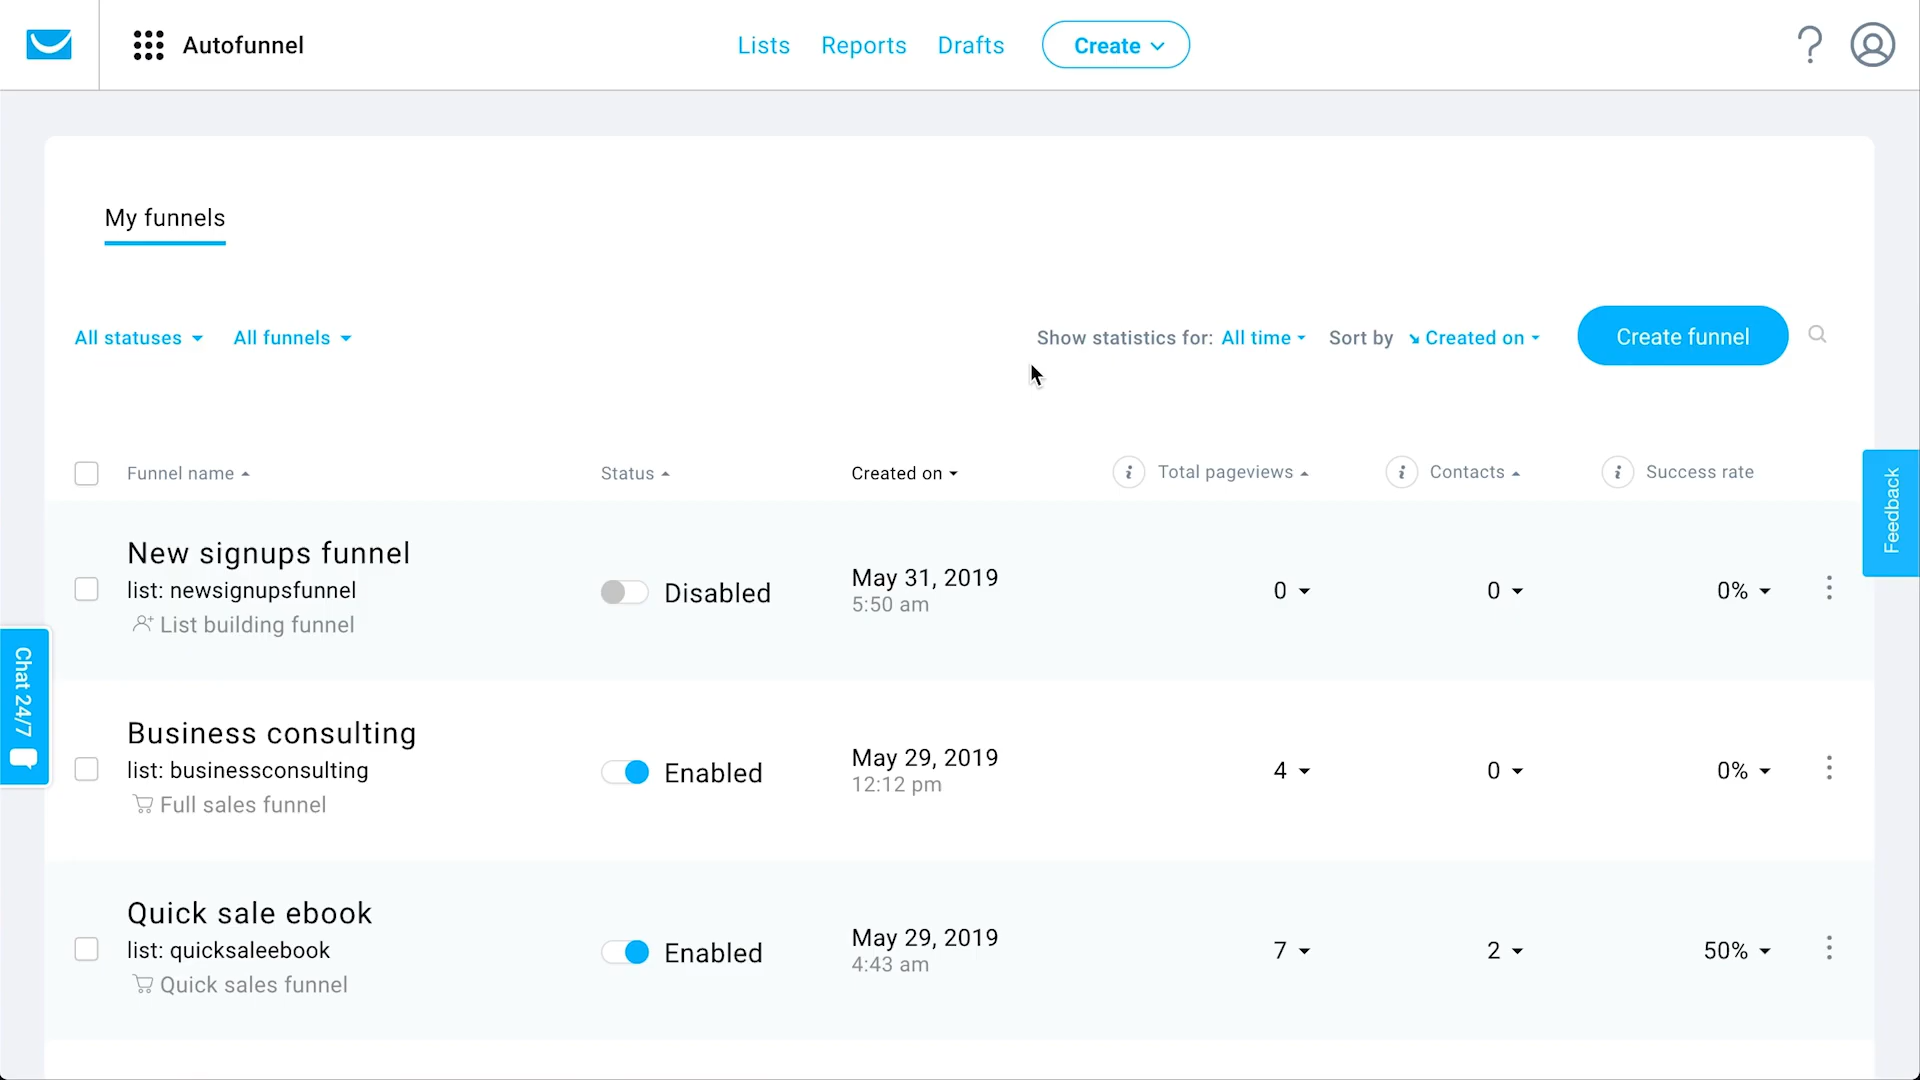 Autofunnel
Lists Reports Drafts Create
My funnels
All statuses All funnels Show statistics for: All time Sort by Created on Create funnel
Funnel name Status Created on i Total pageviews i Contacts i Success rate
New signups funnel
list: newsignupsfunnel
List building funnel
Disabled
May 31, 2019
5:50 am
0 0 0%
Business consulting
list: businessconsulting
Full sales funnel
Enabled
May 29, 2019
12:12 pm
4 0 0%
Quick sale ebook
list: quicksaleebook
Quick sales funnel
Enabled
May 29, 2019
4:43 am
7 2 50%
Feedback
Chat 24/7